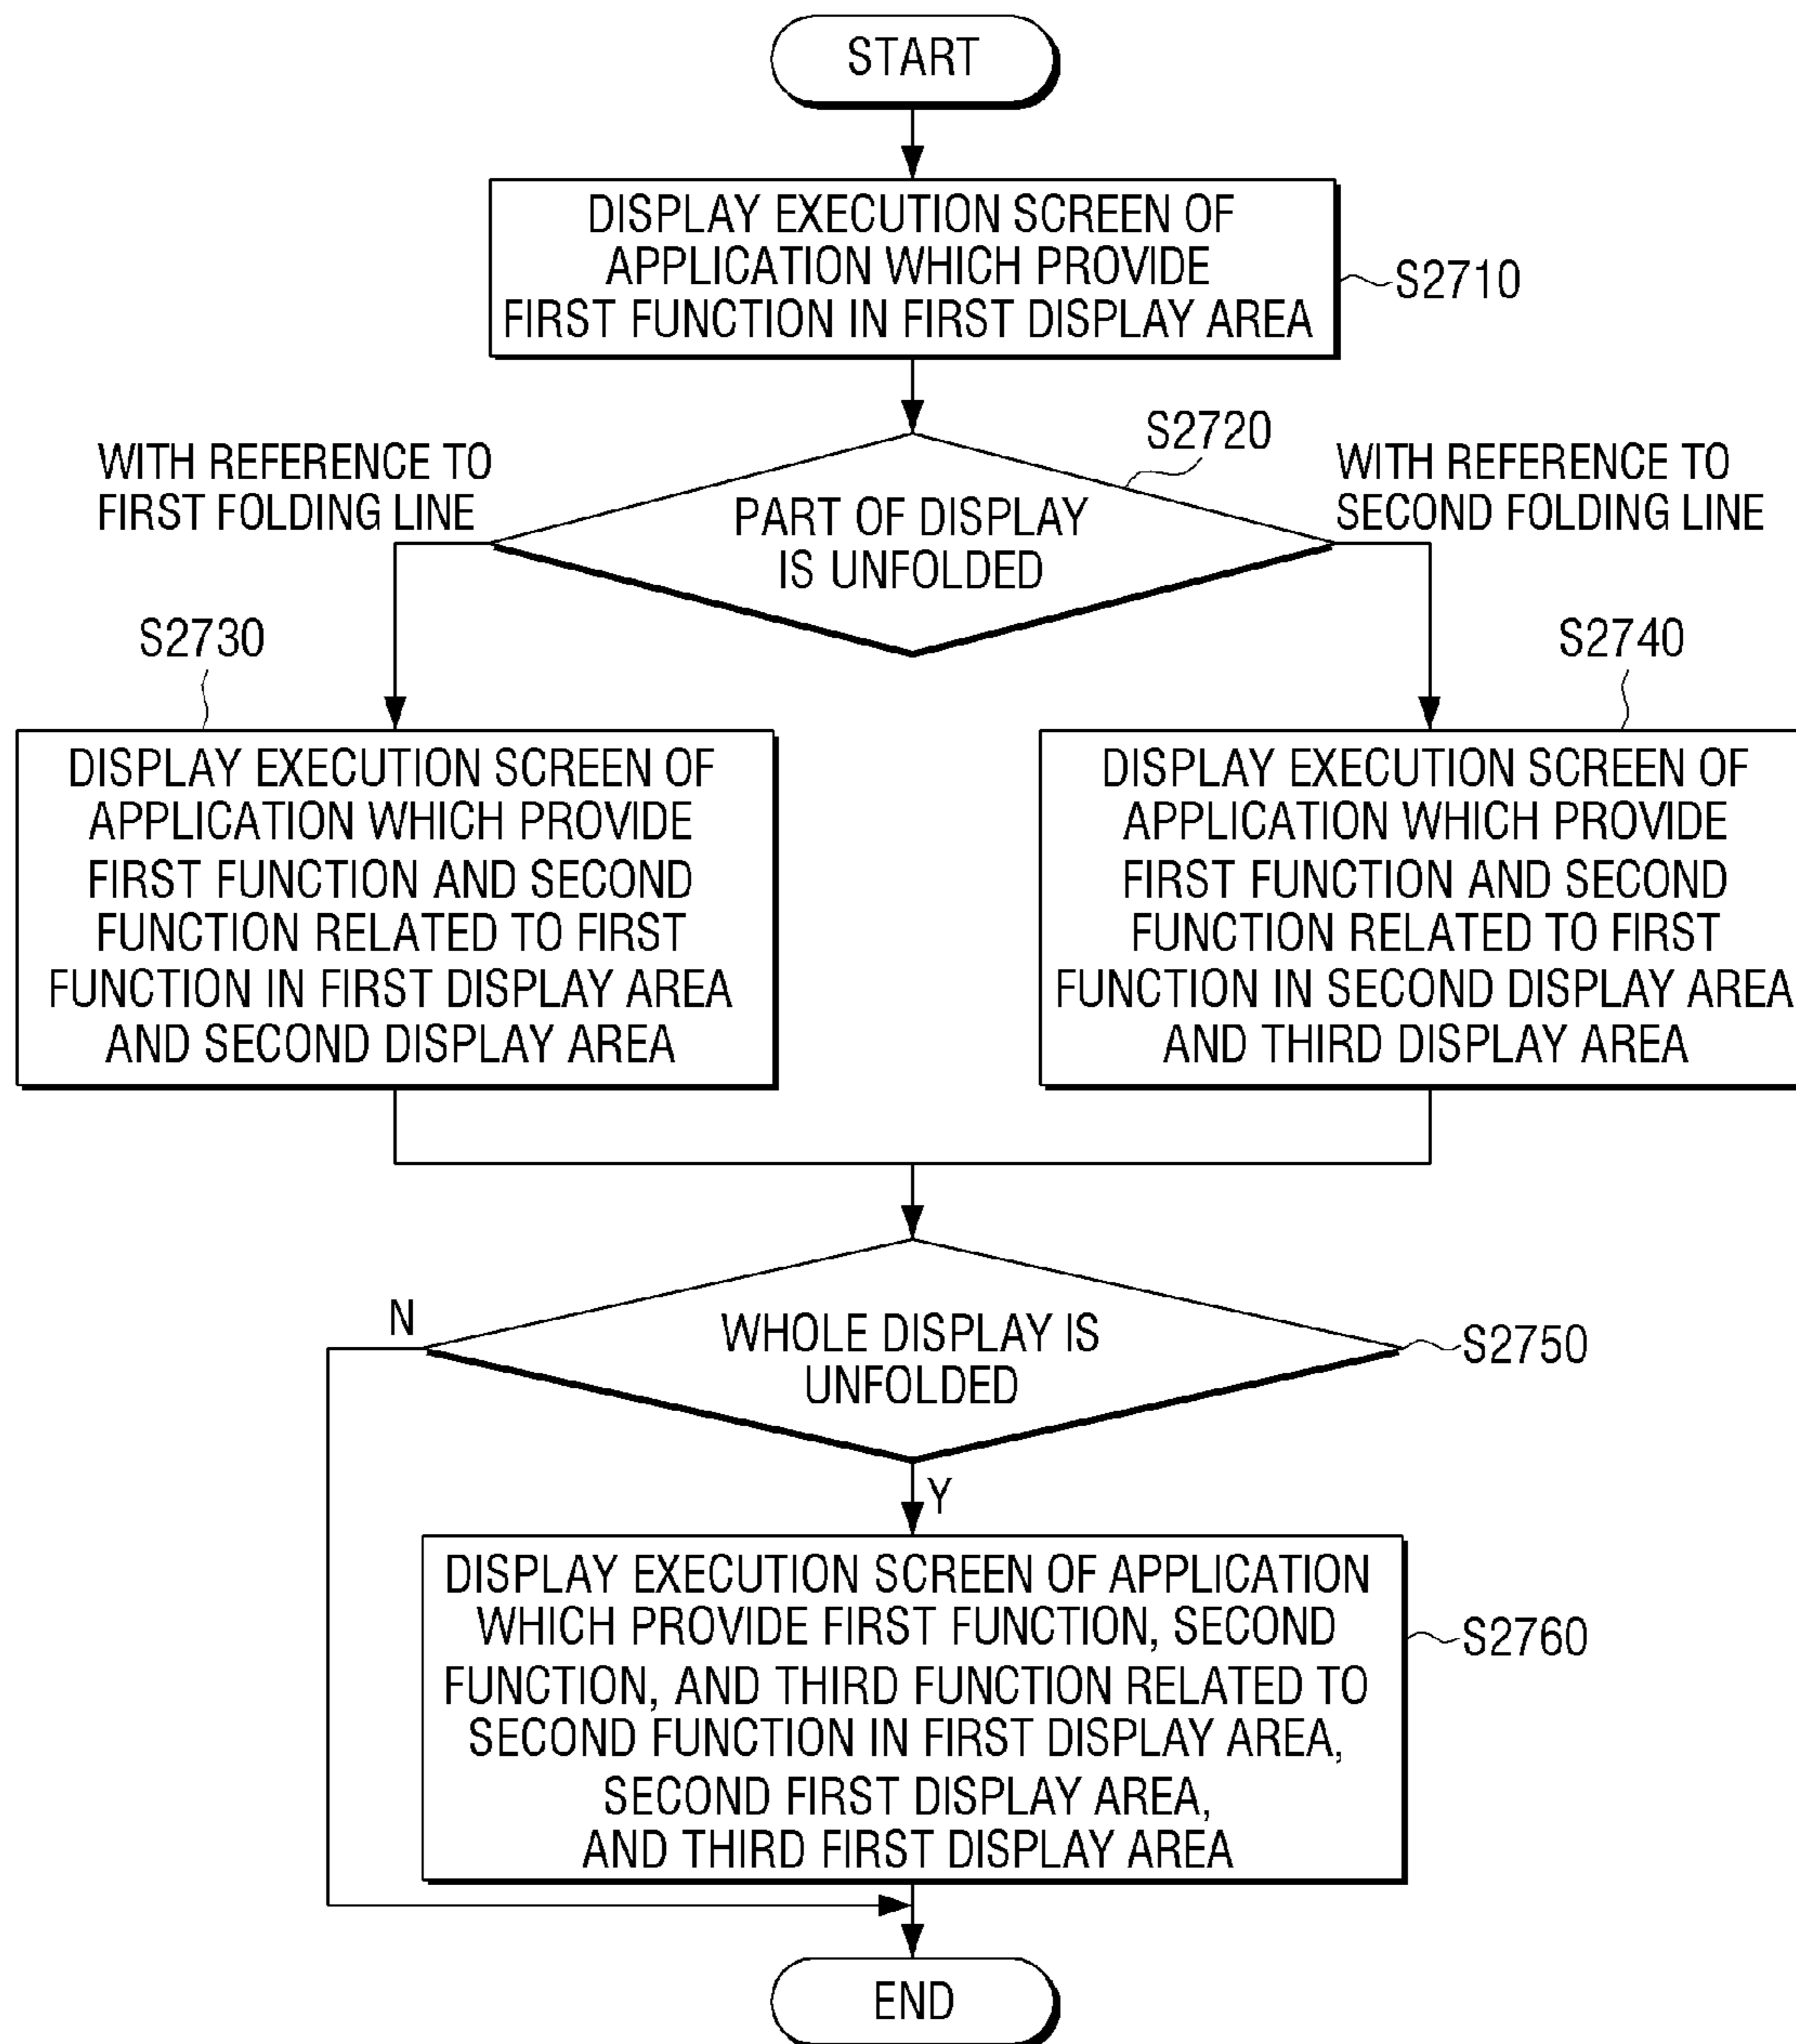 START
DISPLAY EXECUTION SCREEN OF
APPLICATION WHICH PROVIDE
FIRST FUNCTION IN FIRST DISPLAY AREA
S2710
S2720
WITH REFERENCE TO
FIRST FOLDING LINE
PART OF DISPLAY
IS UNFOLDED
WITH REFERENCE TO
SECOND FOLDING LINE
S2730
S2740
DISPLAY EXECUTION SCREEN OF
APPLICATION WHICH PROVIDE
FIRST FUNCTION AND SECOND
FUNCTION RELATED TO FIRST
FUNCTION IN FIRST DISPLAY AREA
AND SECOND DISPLAY AREA
DISPLAY EXECUTION SCREEN OF
APPLICATION WHICH PROVIDE
FIRST FUNCTION AND SECOND
FUNCTION RELATED TO FIRST
FUNCTION IN SECOND DISPLAY AREA
AND THIRD DISPLAY AREA
N
WHOLE DISPLAY IS
UNFOLDED
S2750
Y
DISPLAY EXECUTION SCREEN OF APPLICATION
WHICH PROVIDE FIRST FUNCTION, SECOND
FUNCTION, AND THIRD FUNCTION RELATED TO
SECOND FUNCTION IN FIRST DISPLAY AREA,
SECOND FIRST DISPLAY AREA,
AND THIRD FIRST DISPLAY AREA
S2760
END